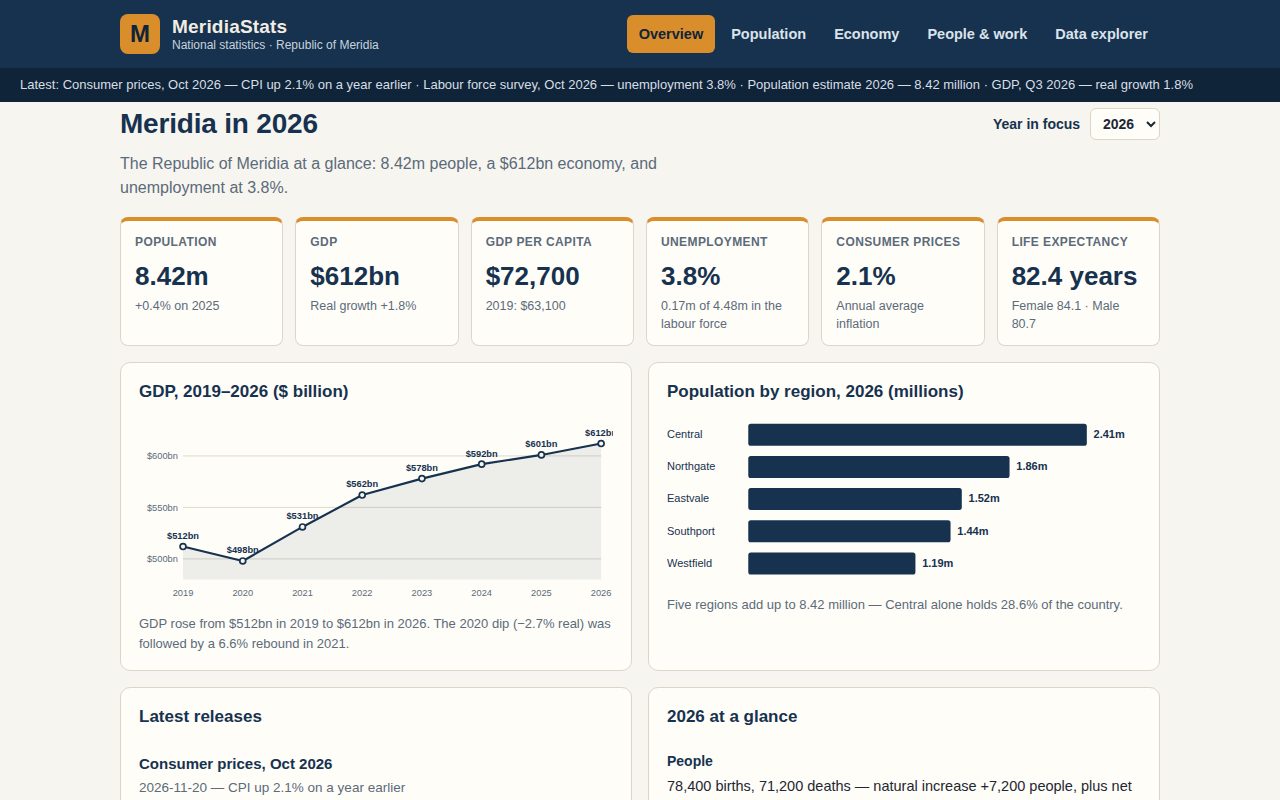 M
MeridiaStats
National statistics · Republic of Meridia
Overview
Population
Economy
People & work
Data explorer
Latest: Consumer prices, Oct 2026 — CPI up 2.1% on a year earlier · Labour force survey, Oct 2026 — unemployment 3.8% · Population estimate 2026 — 8.42 million · GDP, Q3 2026 — real growth 1.8%
Meridia in 2026
Year in focus
2026
The Republic of Meridia at a glance: 8.42m people, a $612bn economy, and
unemployment at 3.8%.
POPULATION
8.42m
+0.4% on 2025
GDP
$612bn
Real growth +1.8%
GDP PER CAPITA
$72,700
2019: $63,100
UNEMPLOYMENT
3.8%
0.17m of 4.48m in the
labour force
CONSUMER PRICES
2.1%
Annual average
inflation
LIFE EXPECTANCY
82.4 years
Female 84.1 · Male
80.7
GDP, 2019–2026 ($ billion)
$600bn
$550bn
$500bn
$512bn
$498bn
$531bn
$562bn
$578bn
$592bn
$601bn
$612b
2019
2020
2021
2022
2023
2024
2025
2026
GDP rose from $512bn in 2019 to $612bn in 2026. The 2020 dip (−2.7% real) was
followed by a 6.6% rebound in 2021.
Population by region, 2026 (millions)
Central 2.41m
Northgate 1.86m
Eastvale 1.52m
Southport 1.44m
Westfield 1.19m
Five regions add up to 8.42 million — Central alone holds 28.6% of the country.
Latest releases
Consumer prices, Oct 2026
2026-11-20 — CPI up 2.1% on a year earlier
2026 at a glance
People
78,400 births, 71,200 deaths — natural increase +7,200 people, plus net